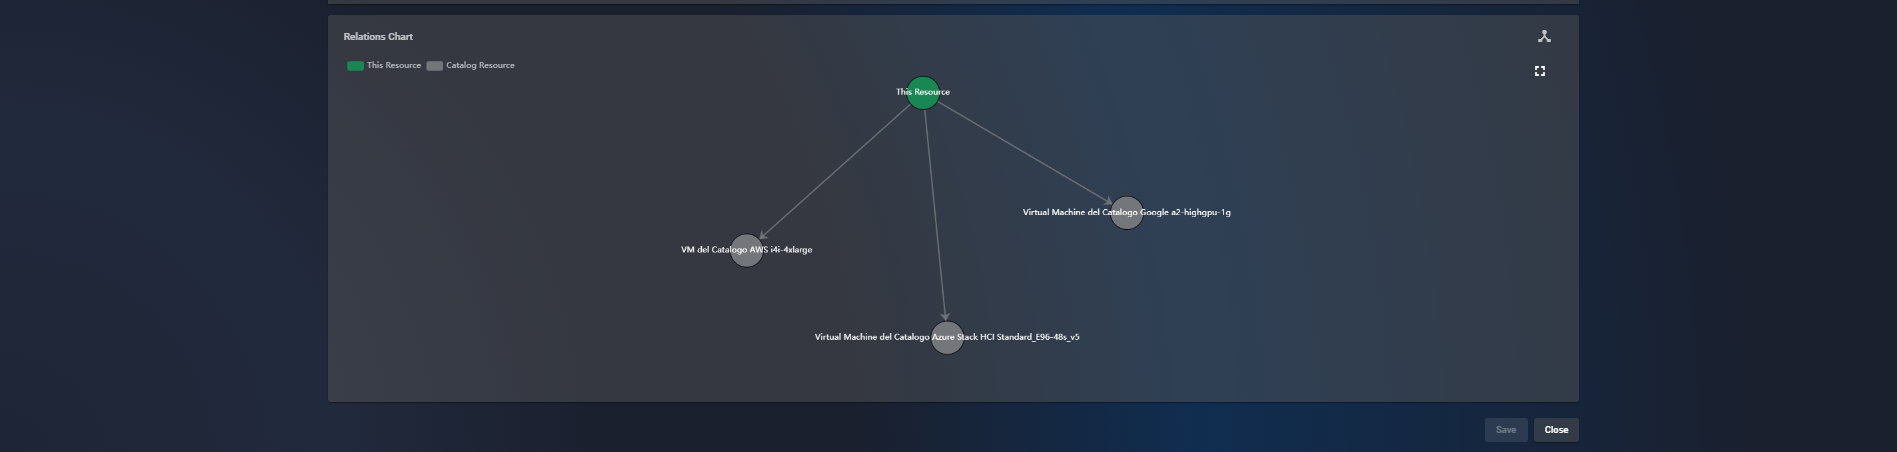 Relations Chart
This Resource
Catalog Resource
This Resource
Virtual Machine del Catalogo Google a2-highgpu-1g
VM del Catalogo AWS i4i-4xlarge
Virtual Machine del Catalogo Azure Stack HCI Standard_E96-48s_v5
Save
Close